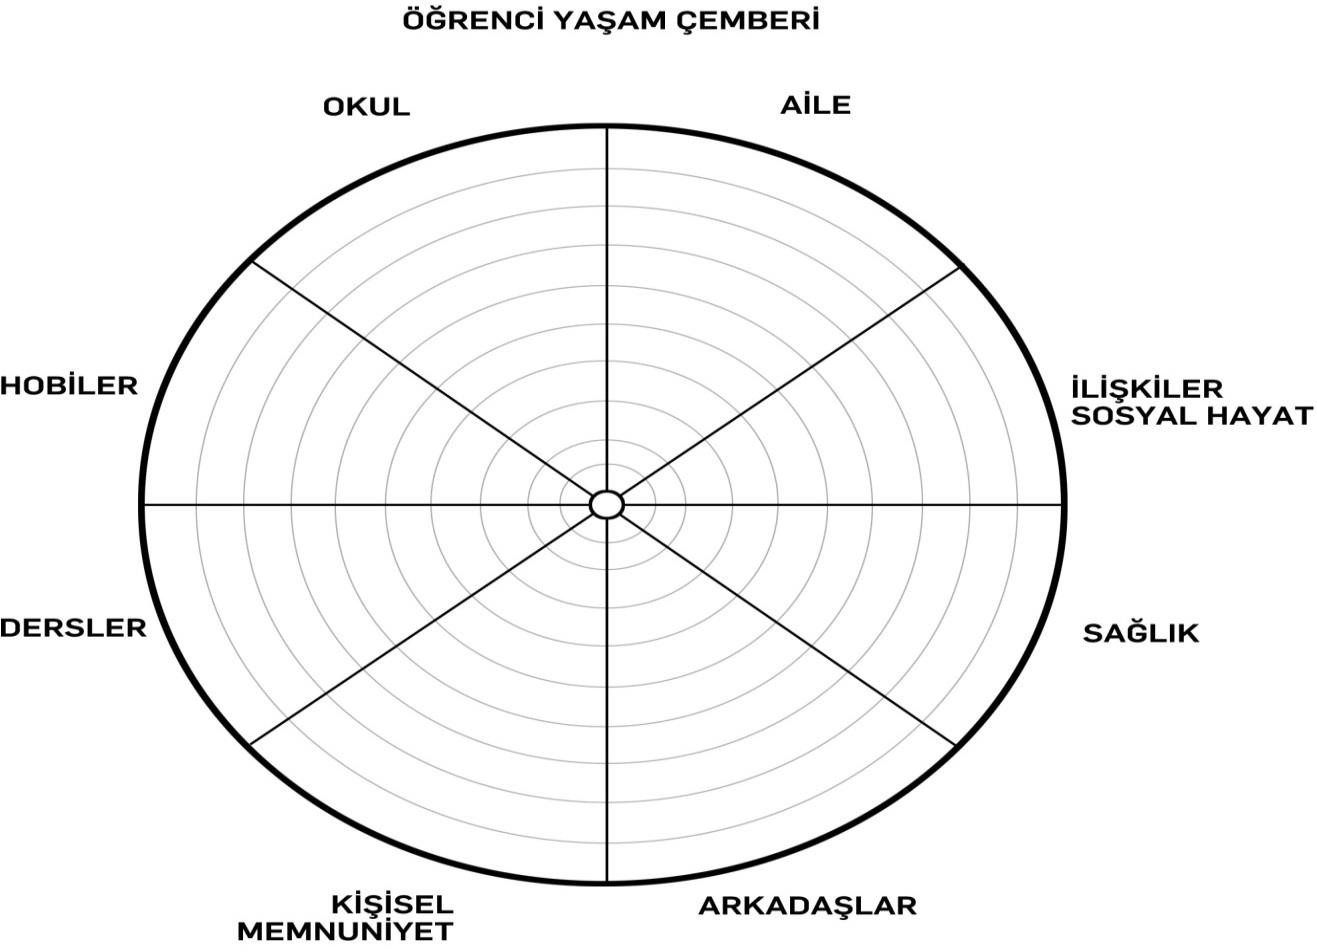 ÖĞRENCİ YAŞAM ÇEMBERİ
OKUL
AİLE
HOBİLER
İLİŞKİLER
SOSYAL HAYAT
DERSLER
SAĞLIK
KİŞİSEL
MEMNUNİYET
ARKADAŞLAR